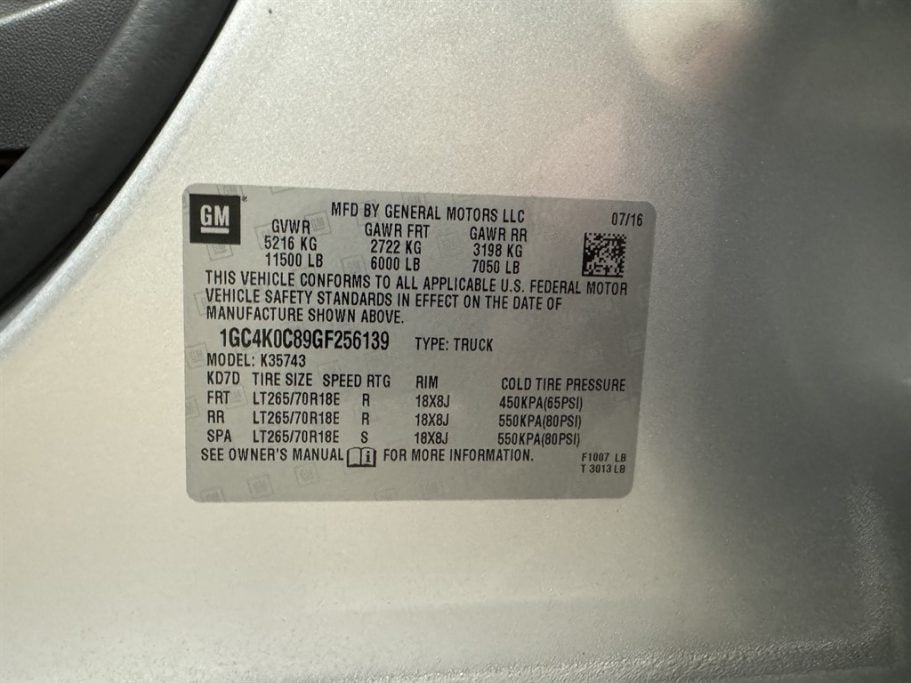 GM
MFD BY GENERAL MOTORS LLC 07/16
GVWR GAWR FRT GAWR RR
5216 KG 2722 KG 3198 KG
11500 LB 6000 LB 7050 LB
THIS VEHICLE CONFORMS TO ALL APPLICABLE U.S. FEDERAL MOTOR
VEHICLE SAFETY STANDARDS IN EFFECT ON THE DATE OF
MANUFACTURE SHOWN ABOVE.
1GC4K0C89GF256139 TYPE: TRUCK
MODEL: K35743
KD7D TIRE SIZE SPEED RTG RIM COLD TIRE PRESSURE
FRT LT265/70R18E R 18X8J 450KPA(65PSI)
RR LT265/70R18E R 18X8J 550KPA(80PSI)
SPA LT265/70R18E S 18X8J 550KPA(80PSI)
SEE OWNER'S MANUAL i FOR MORE INFORMATION.
F1007 LB
T 3013 LB